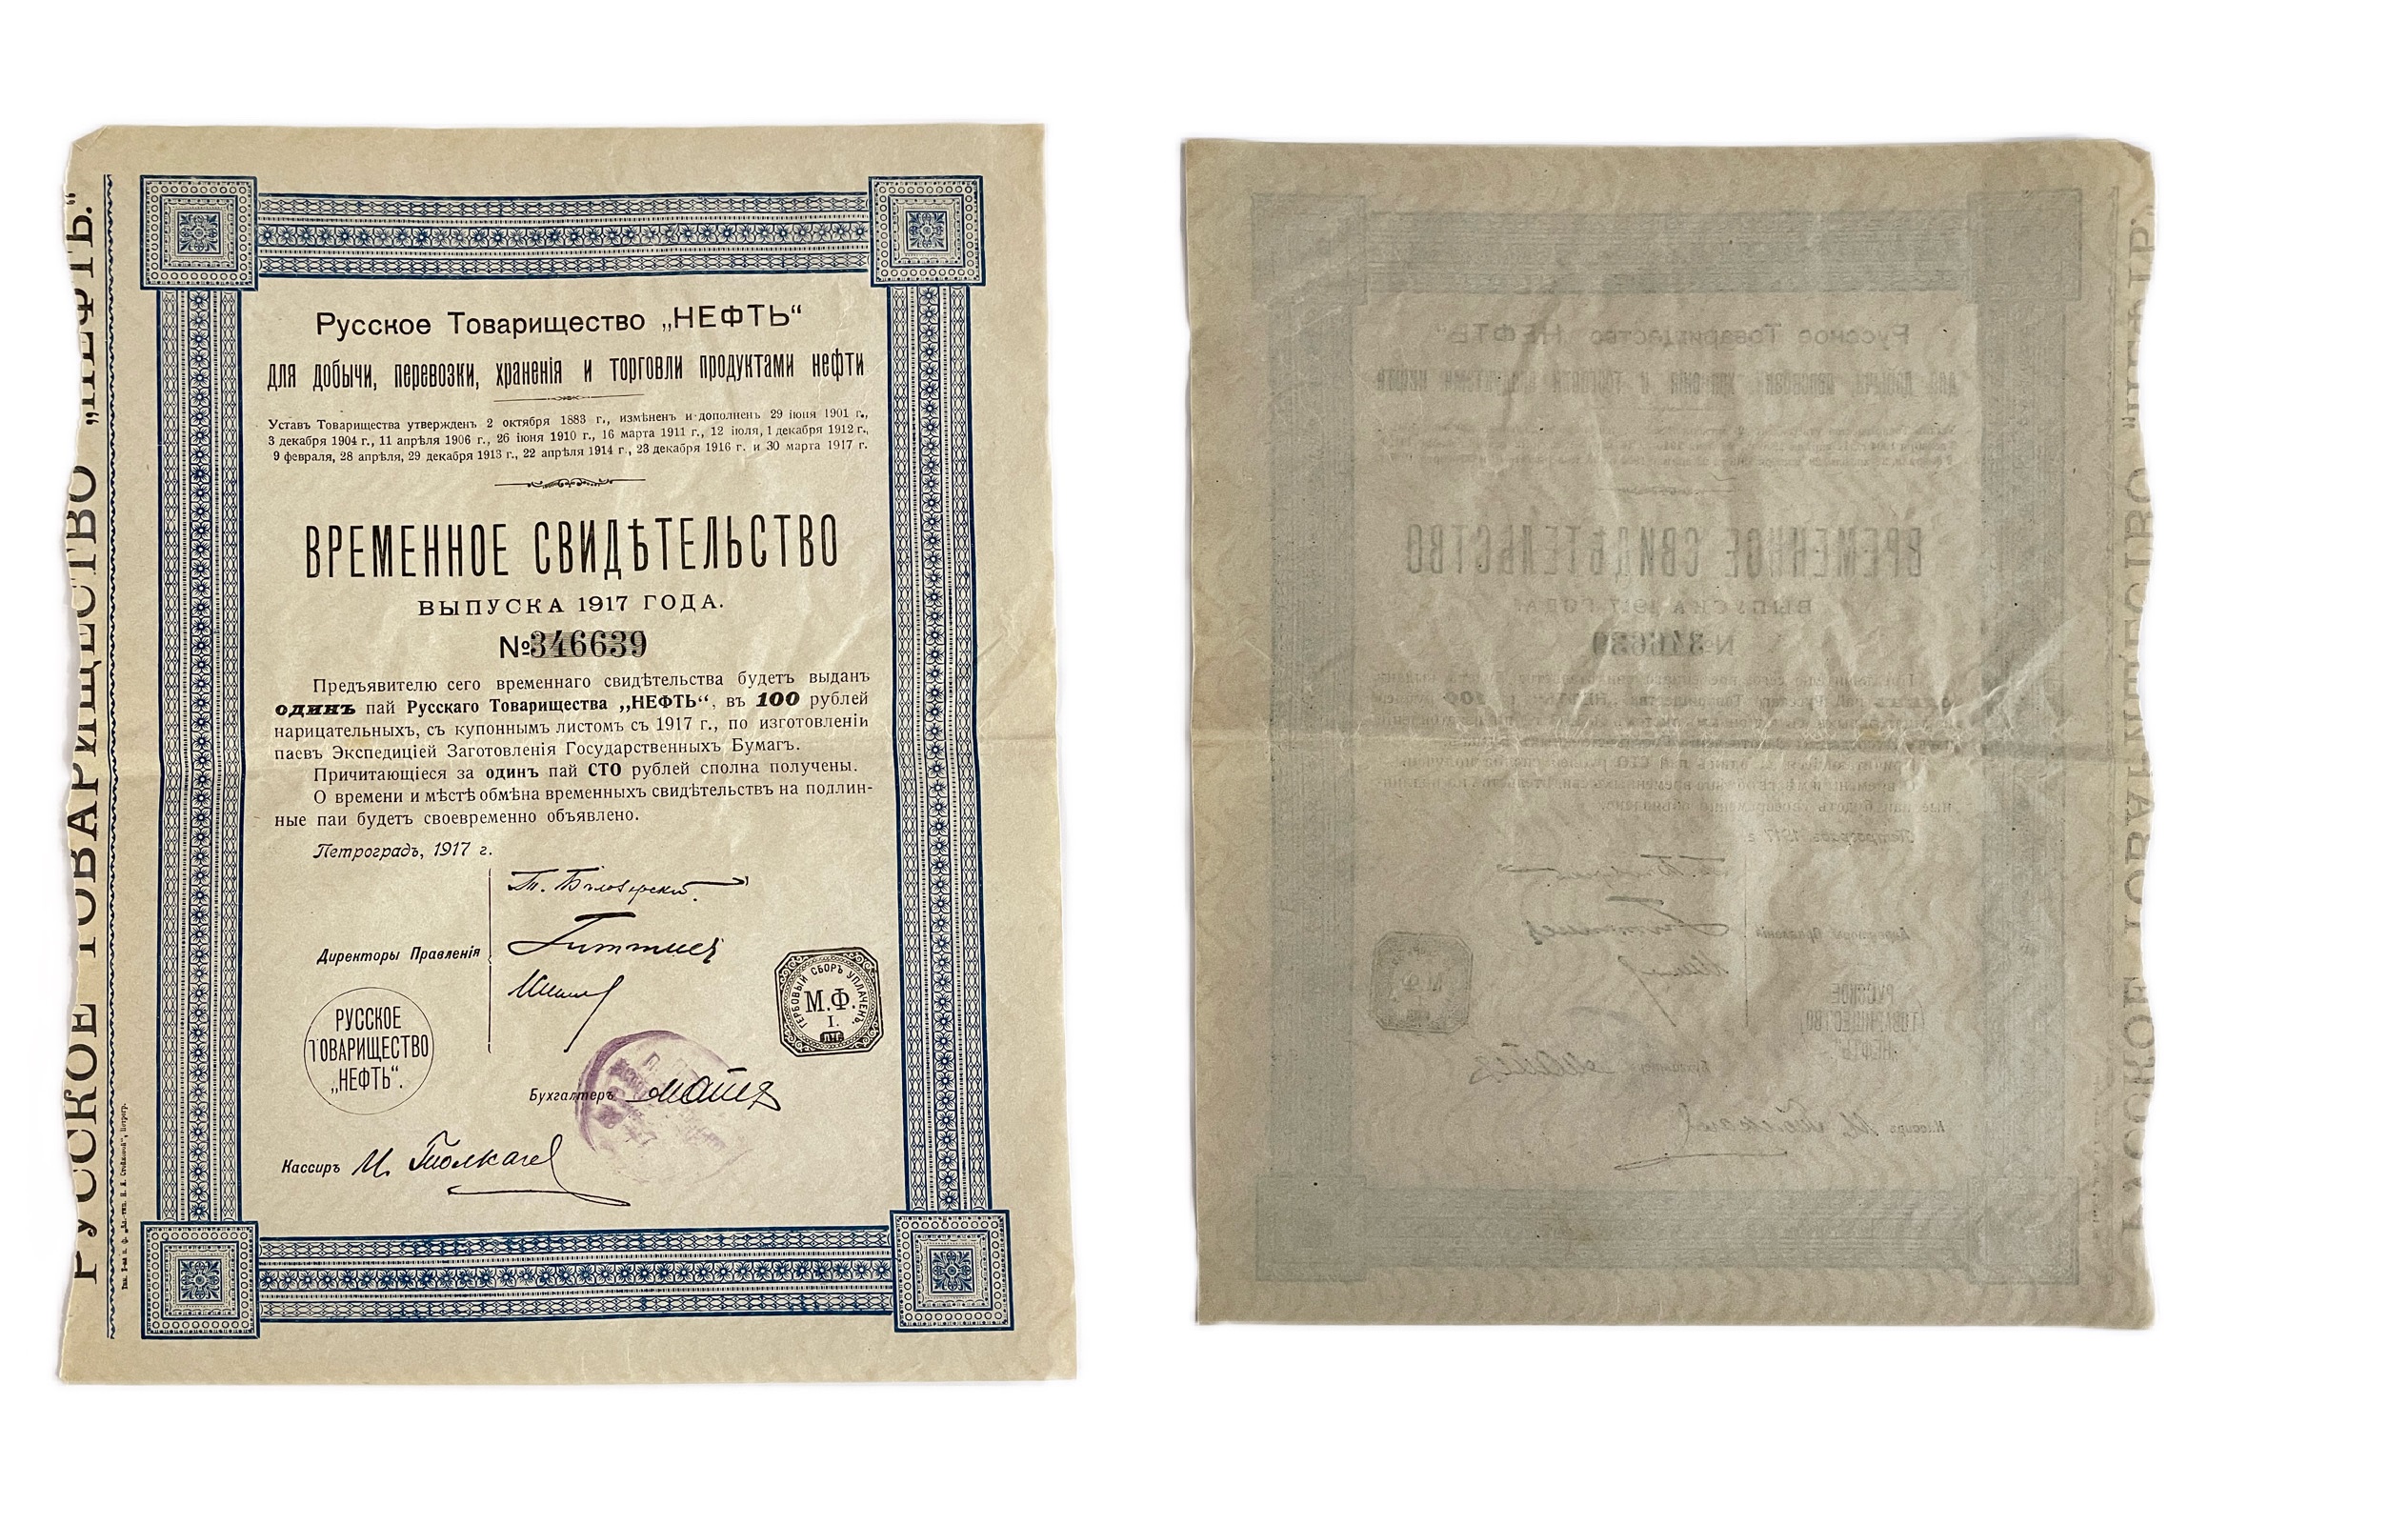 РУССКОЕ ТОВАРИЩЕСТВО „НЕФТЬ.“
Русское Товарищество „НЕФТЬ“
для добычи, перевозки, храненія и торговли продуктами нефти
Уставъ Товарищества утвержденъ 2 октября 1883 г., измѣненъ и дополненъ 29 іюня 1901 г.,
3 декабря 1904 г., 11 апрѣля 1906 г., 26 іюня 1910 г., 16 марта 1911 г., 12 іюля, 1 декабря 1912 г.,
9 февраля, 28 апрѣля, 29 декабря 1913 г., 22 апрѣля 1914 г., 23 декабря 1916 г. и 30 марта 1917 г.
ВРЕМЕННОЕ СВИДѢТЕЛЬСТВО
ВЫПУСКА 1917 ГОДА.
№346639
Предъявителю сего временнаго свидѣтельства будетъ выданъ
одинъ пай Русскаго Товарищества „НЕФТЬ“, въ 100 рублей
нарицательныхъ, съ купоннымъ листомъ съ 1917 г., по изготовленіи
паевъ Экспедиціей Заготовленія Государственныхъ Бумагъ.
Причитающіеся за одинъ пай СТО рублей сполна получены.
О времени и мѣстѣ обмѣна временныхъ свидѣтельствъ на подлин-
ные паи будетъ своевременно объявлено.
Петроградъ, 1917 г.
Директоры Правленія
РУССКОЕ
ТОВАРИЩЕСТВО
„НЕФТЬ“.
ГЕРБОВЫЙ СБОРЪ УПЛАЧЕНЪ.
М.Ф.
I.
Бухгалтеръ
Кассиръ И. Толкачев